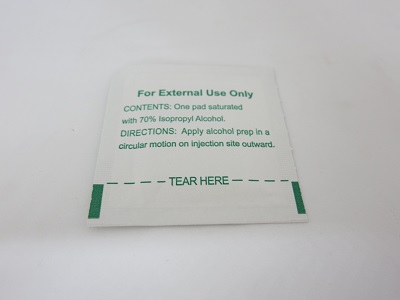 For External Use Only
CONTENTS: One pad saturated
with 70% Isopropyl Alcohol.
DIRECTIONS: Apply alcohol prep in a
circular motion on injection site outward.
TEAR HERE